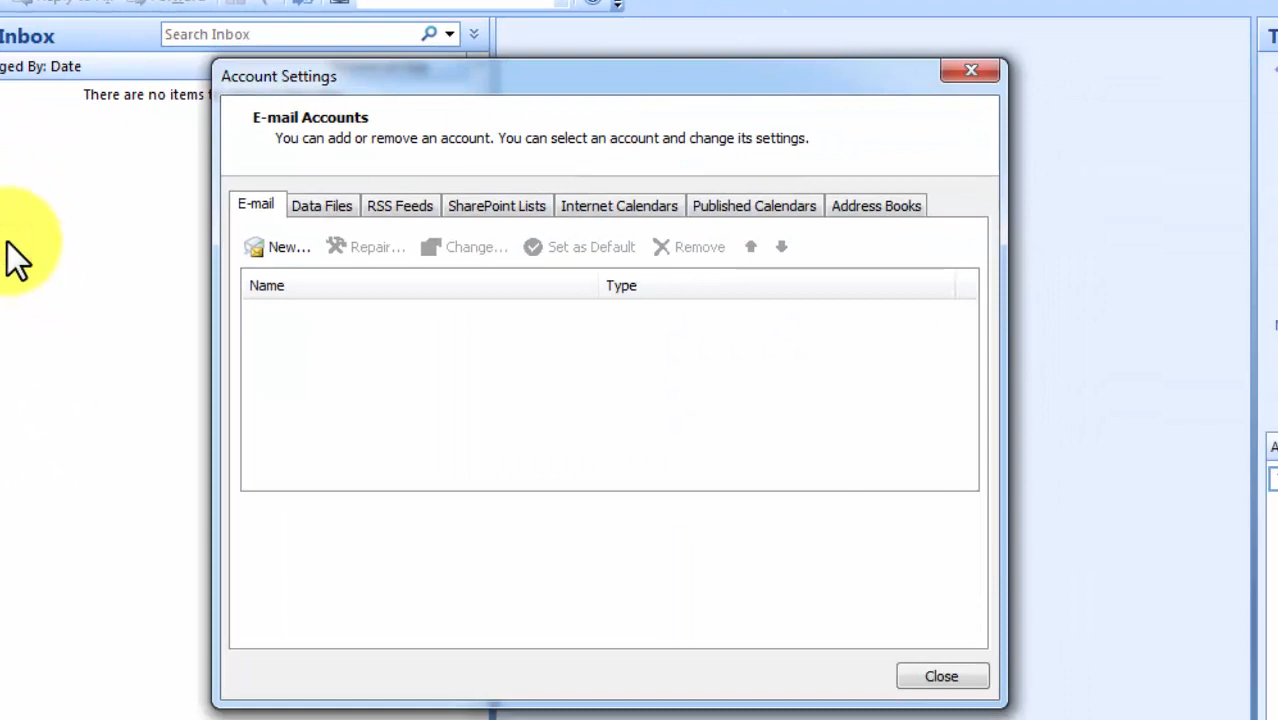 Inbox
Search Inbox
ged By: Date
There are no items
Account Settings
E-mail Accounts
You can add or remove an account. You can select an account and change its settings.
E-mail Data Files RSS Feeds SharePoint Lists Internet Calendars Published Calendars Address Books
New... Repair... Change... Set as Default Remove
Name Type
Close